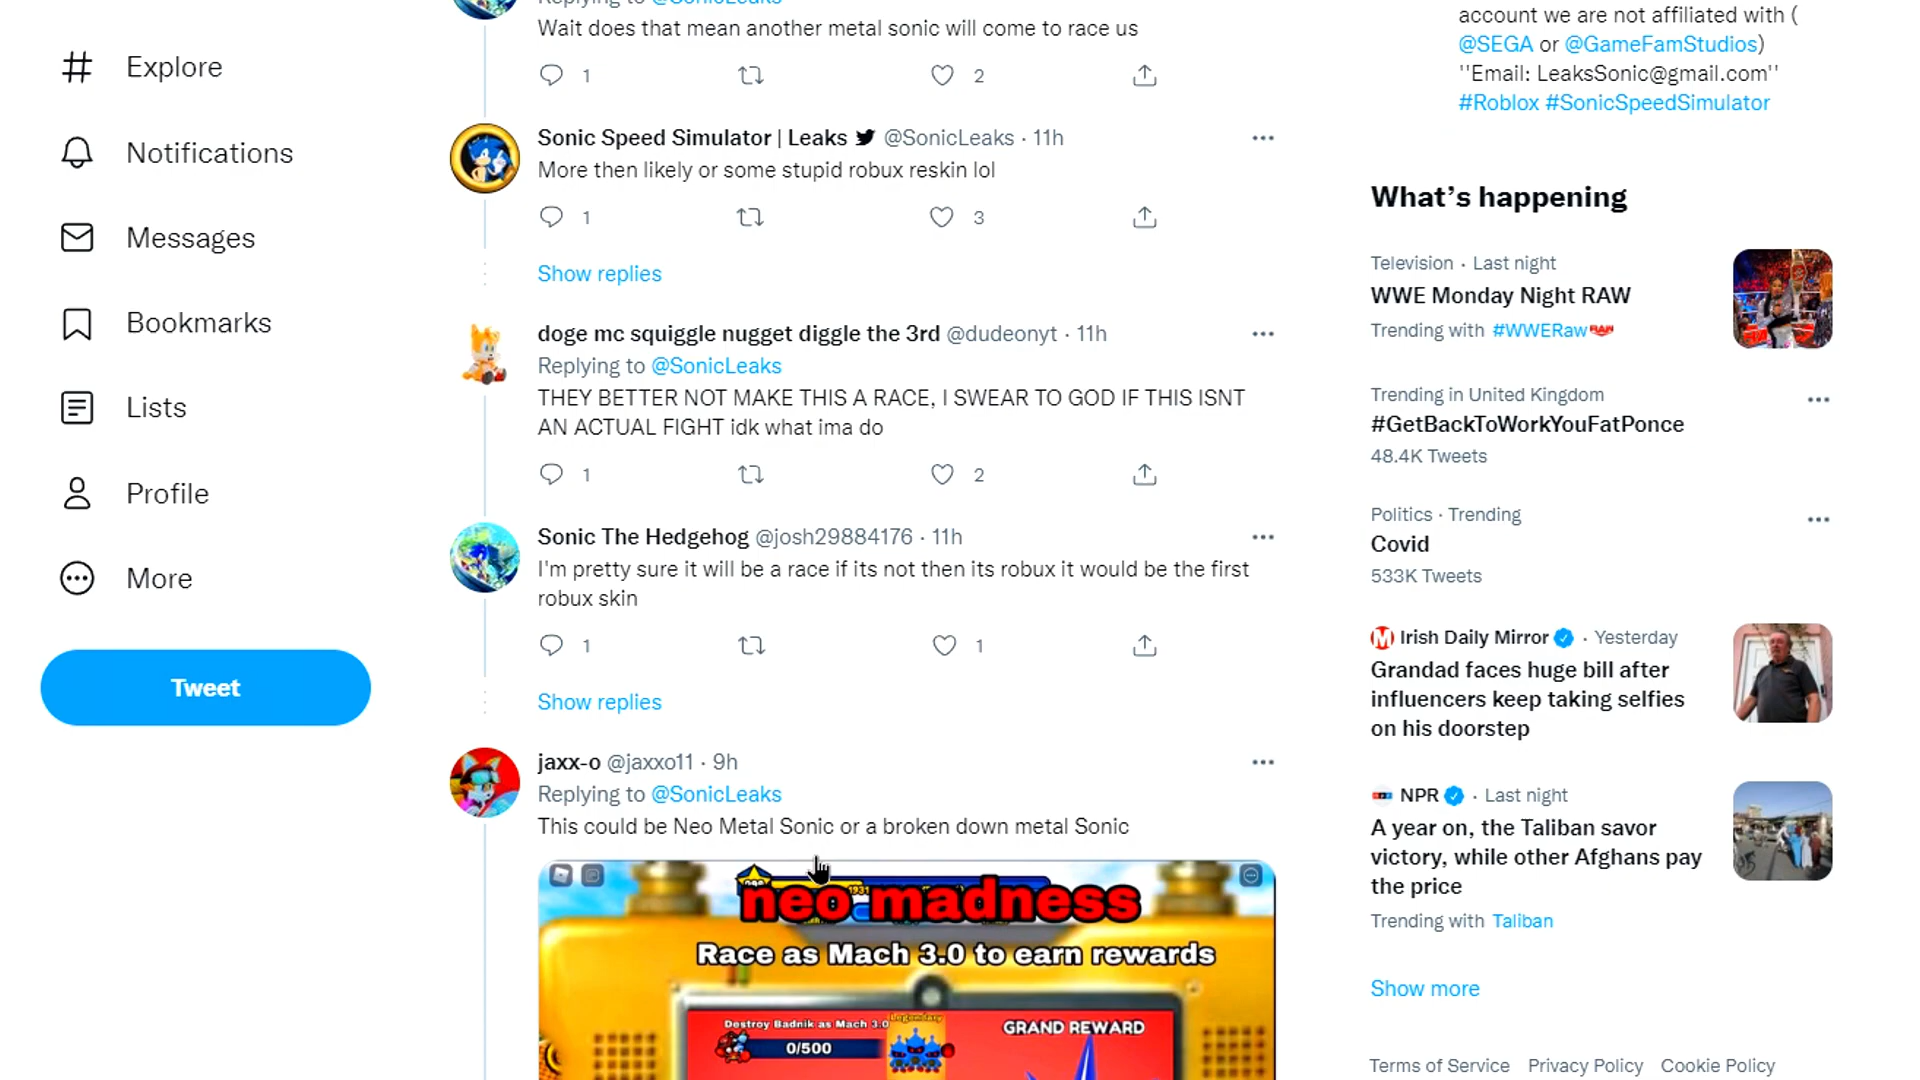 Explore
Notifications
Messages
Bookmarks
Lists
Profile
More
Tweet
Replying to @SonicLeaks
Wait does that mean another metal sonic will come to race us
1 2
Sonic Speed Simulator | Leaks @SonicLeaks · 11h
More then likely or some stupid robux reskin lol
1 3
Show replies
doge mc squiggle nugget diggle the 3rd @dudeonyt · 11h
Replying to @SonicLeaks
THEY BETTER NOT MAKE THIS A RACE, I SWEAR TO GOD IF THIS ISNT
AN ACTUAL FIGHT idk what ima do
1 2
Sonic The Hedgehog @josh29884176 · 11h
I'm pretty sure it will be a race if its not then its robux it would be the first
robux skin
1 1
Show replies
jaxx-o @jaxxo11 · 9h
Replying to @SonicLeaks
This could be Neo Metal Sonic or a broken down metal Sonic
neo madness
Race as Mach 3.0 to earn rewards
Destroy Badnik as Mach 3.0
Legendary
GRAND REWARD
0/500
account we are not affiliated with (
@SEGA or @GameFamStudios)
''Email: LeaksSonic@gmail.com''
#Roblox #SonicSpeedSimulator
What's happening
Television · Last night
WWE Monday Night RAW
Trending with #WWERaw
Trending in United Kingdom
#GetBackToWorkYouFatPonce
48.4K Tweets
Politics · Trending
Covid
533K Tweets
Irish Daily Mirror · Yesterday
Grandad faces huge bill after
influencers keep taking selfies
on his doorstep
NPR · Last night
A year on, the Taliban savor
victory, while other Afghans pay
the price
Trending with Taliban
Show more
Terms of Service Privacy Policy Cookie Policy